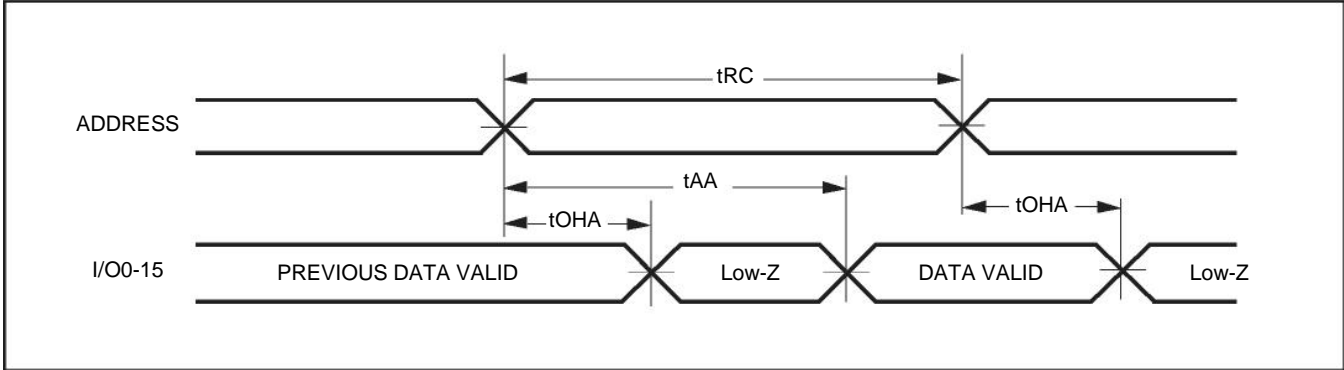 tRC
ADDRESS
tAA
tOHA
tOHA
I/O0-15
PREVIOUS DATA VALID
Low-Z
DATA VALID
Low-Z